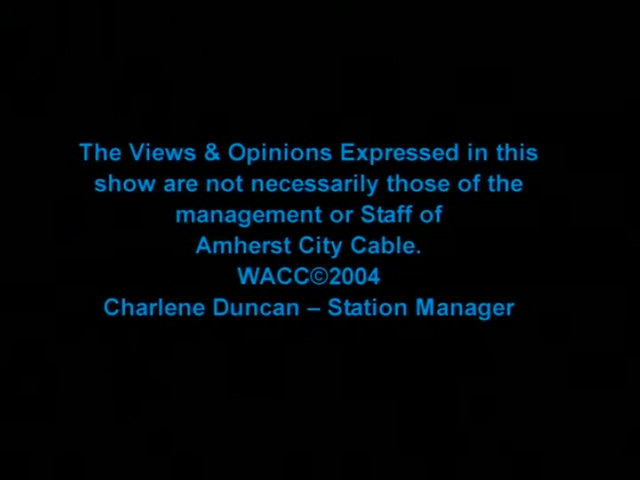 The Views & Opinions Expressed in this
show are not necessarily those of the
management or Staff of
Amherst City Cable.
WACC©2004
Charlene Duncan – Station Manager